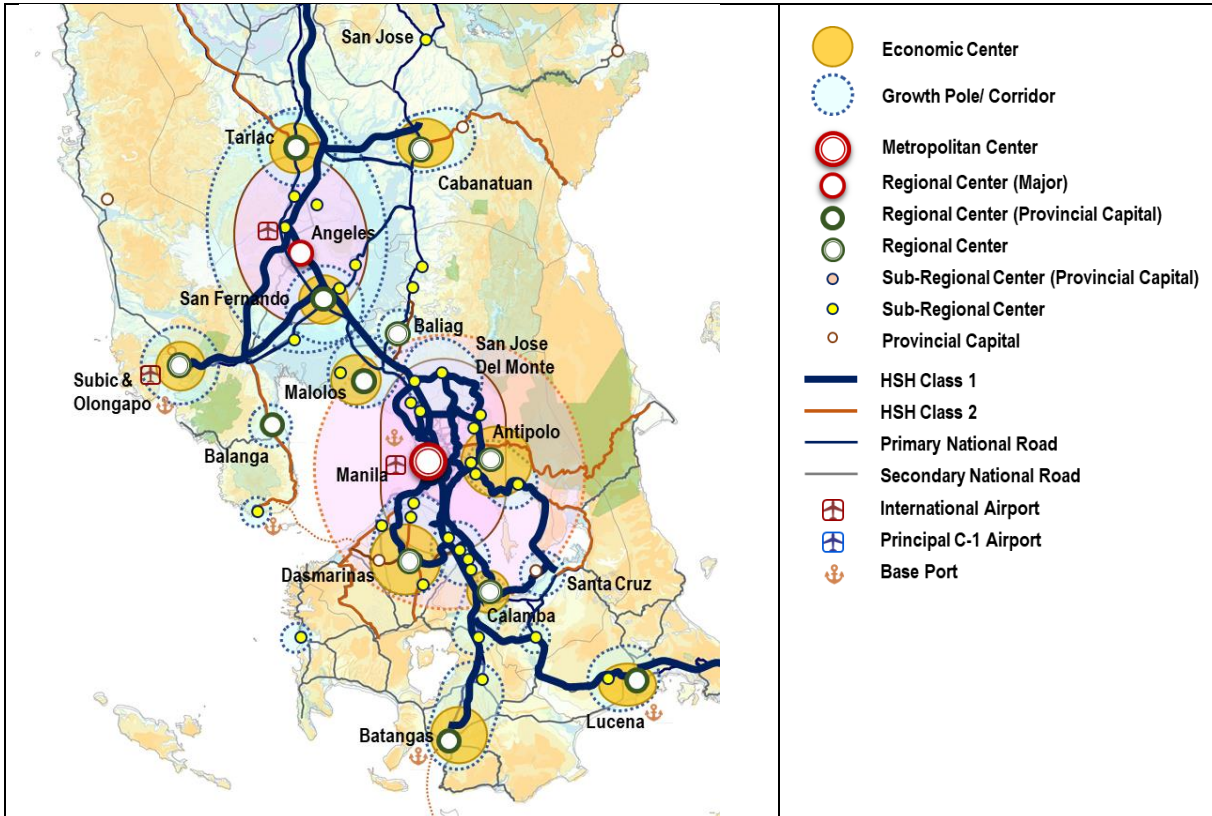 San Jose
Tarlac
Cabanatuan
Angeles
San Fernando
Baliag
San Jose
Del Monte
Subic &
Olongapo
Malolos
Antipolo
Balanga
Manila
Dasmarinas
Santa Cruz
Calamba
Lucena
Batangas
Economic Center
Growth Pole/ Corridor
Metropolitan Center
Regional Center (Major)
Regional Center (Provincial Capital)
Regional Center
Sub-Regional Center (Provincial Capital)
Sub-Regional Center
Provincial Capital
HSH Class 1
HSH Class 2
Primary National Road
Secondary National Road
International Airport
Principal C-1 Airport
Base Port